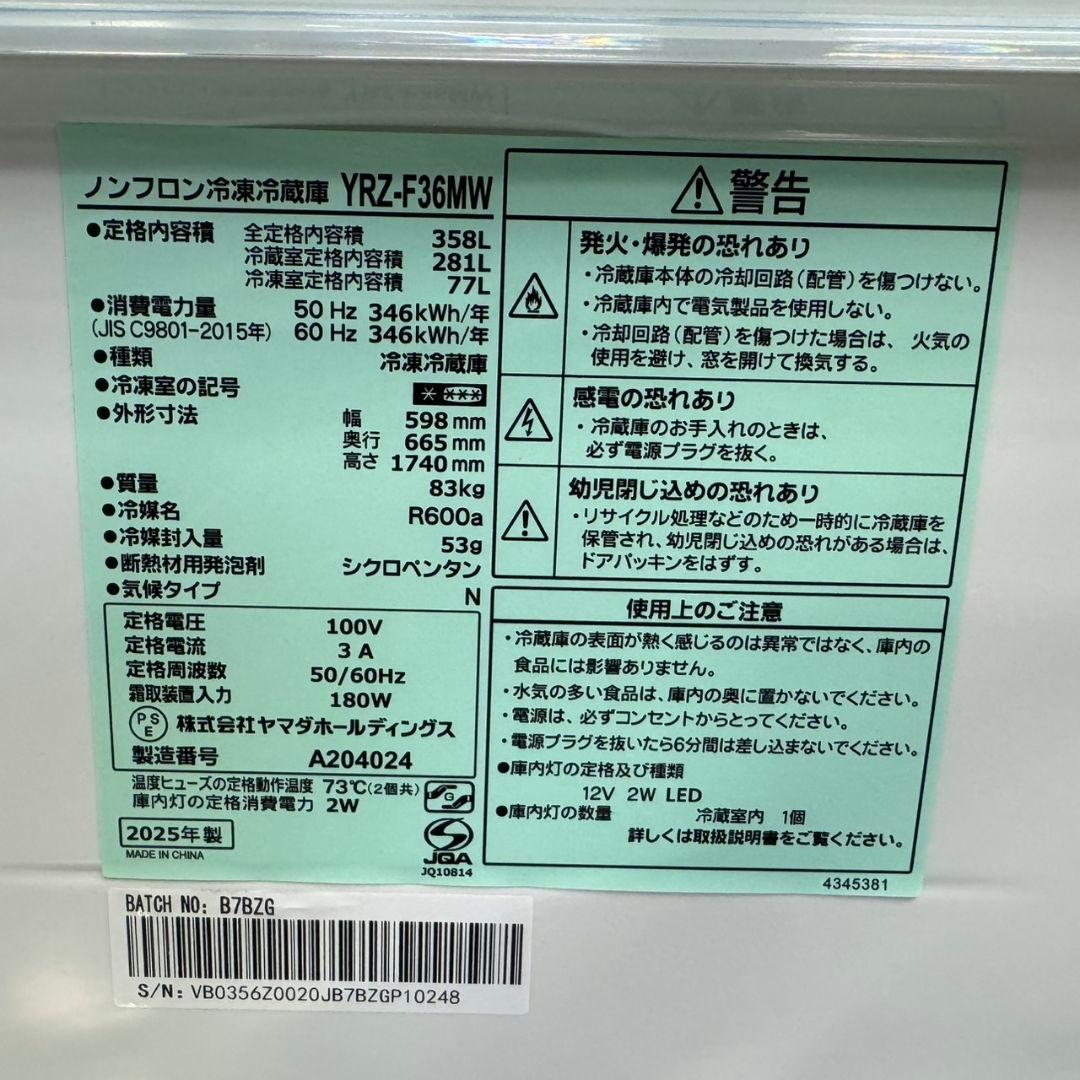 ノンフロン冷凍冷蔵庫 YRZ-F36MW
●定格内容積 全定格内容積 358L
冷蔵室定格内容積 281L
冷凍室定格内容積 77L
●消費電力量 50 Hz 346kWh/年
(JIS C9801-2015年) 60 Hz 346kWh/年
●種類 冷凍冷蔵庫
●冷凍室の記号
●外形寸法 幅 598 mm
奥行 665 mm
高さ 1740 mm
●質量 83kg
●冷媒名 R600a
●冷媒封入量 53g
●断熱材用発泡剤 シクロペンタン
●気候タイプ N
定格電圧 100V
定格電流 3 A
定格周波数 50/60Hz
霜取装置入力 180W
PSE 株式会社ヤマダホールディングス
製造番号 A204024
温度ヒューズの定格動作温度 73℃(2個共)
庫内灯の定格消費電力 2W
G
2025年製
MADE IN CHINA
JQA
JQ10814
警告
発火・爆発の恐れあり
・冷蔵庫本体の冷却回路(配管)を傷つけない。
・冷蔵庫内で電気製品を使用しない。
・冷却回路(配管)を傷つけた場合は、火気の
使用を避け、窓を開けて換気する。
感電の恐れあり
・冷蔵庫のお手入れのときは、
必ず電源プラグを抜く。
幼児閉じ込めの恐れあり
・リサイクル処理などのため一時的に冷蔵庫を
保管され、幼児閉じ込めの恐れがある場合は、
ドアパッキンをはずす。
使用上のご注意
・冷蔵庫の表面が熱く感じるのは異常ではなく、庫内の
食品には影響ありません。
・水気の多い食品は、庫内の奥に置かないでください。
・電源は、必ずコンセントからとってください。
・電源プラグを抜いたら6分間は差し込まないでください。
●庫内灯の定格及び種類
12V 2W LED
●庫内灯の数量 冷蔵室内 1個
詳しくは取扱説明書をご覧ください。
4345381
BATCH NO: B7BZG
S/N: VB0356Z0020JB7BZGP10248